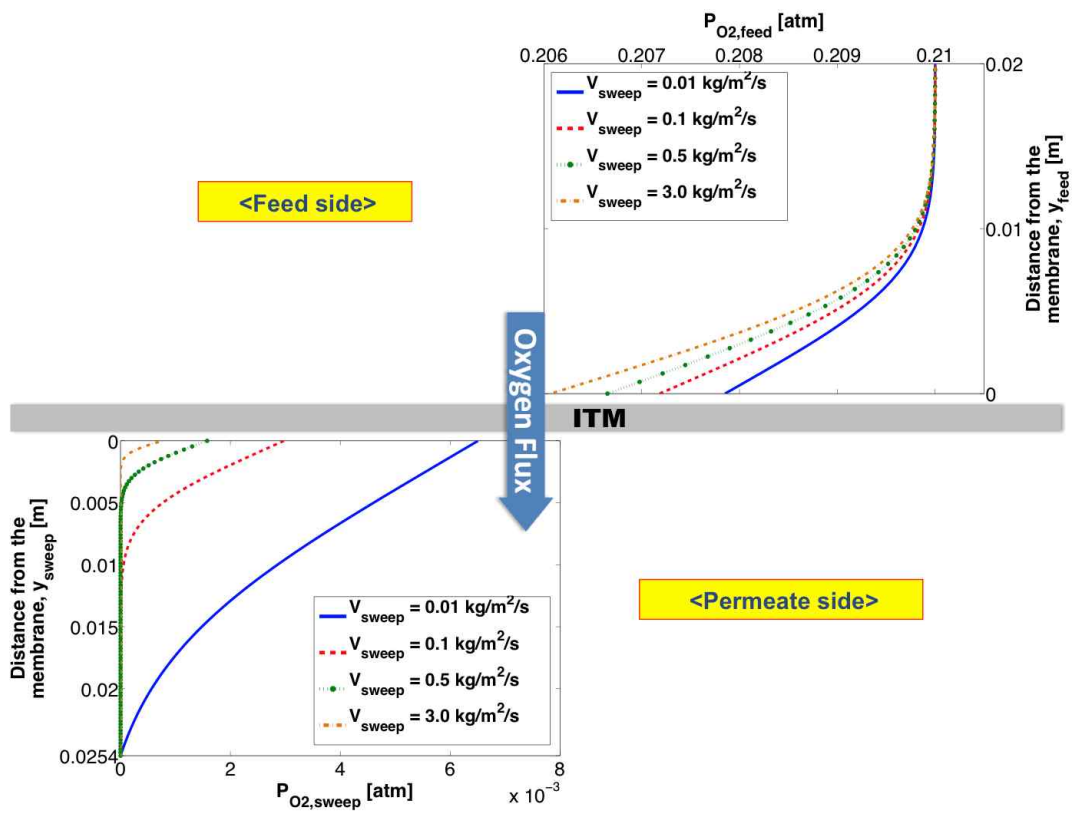 P_O2,feed [atm]
0.206 0.207 0.208 0.209 0.21
0.02
V_sweep = 0.01 kg/m²/s
V_sweep = 0.1 kg/m²/s
V_sweep = 0.5 kg/m²/s
V_sweep = 3.0 kg/m²/s
<Feed side>
0.01
Distance from the
membrane, y_feed [m]
0
Oxygen Flux
ITM
0
0.005
0.01
0.015
0.02
0.0254
Distance from the
membrane, y_sweep [m]
V_sweep = 0.01 kg/m²/s
V_sweep = 0.1 kg/m²/s
V_sweep = 0.5 kg/m²/s
V_sweep = 3.0 kg/m²/s
<Permeate side>
0 2 4 6 8
P_O2,sweep [atm]
x 10⁻³